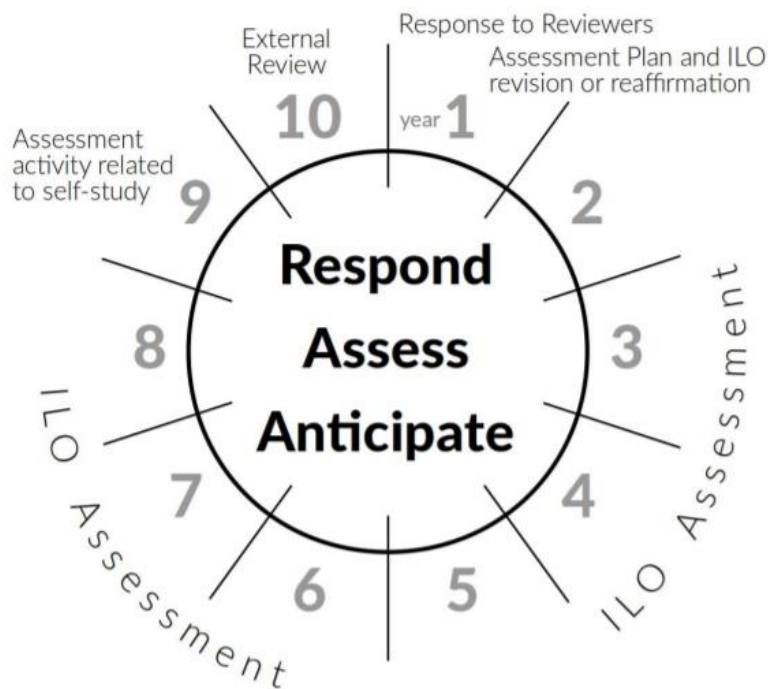 External
Review
Response to Reviewers
Assessment Plan and ILO
revision or reaffirmation
10
year 1
Assessment
activity related
to self-study
9
2
Respond
8
Assess
3
Anticipate
7
4
6
5
ILO Assessment
ILO Assessment